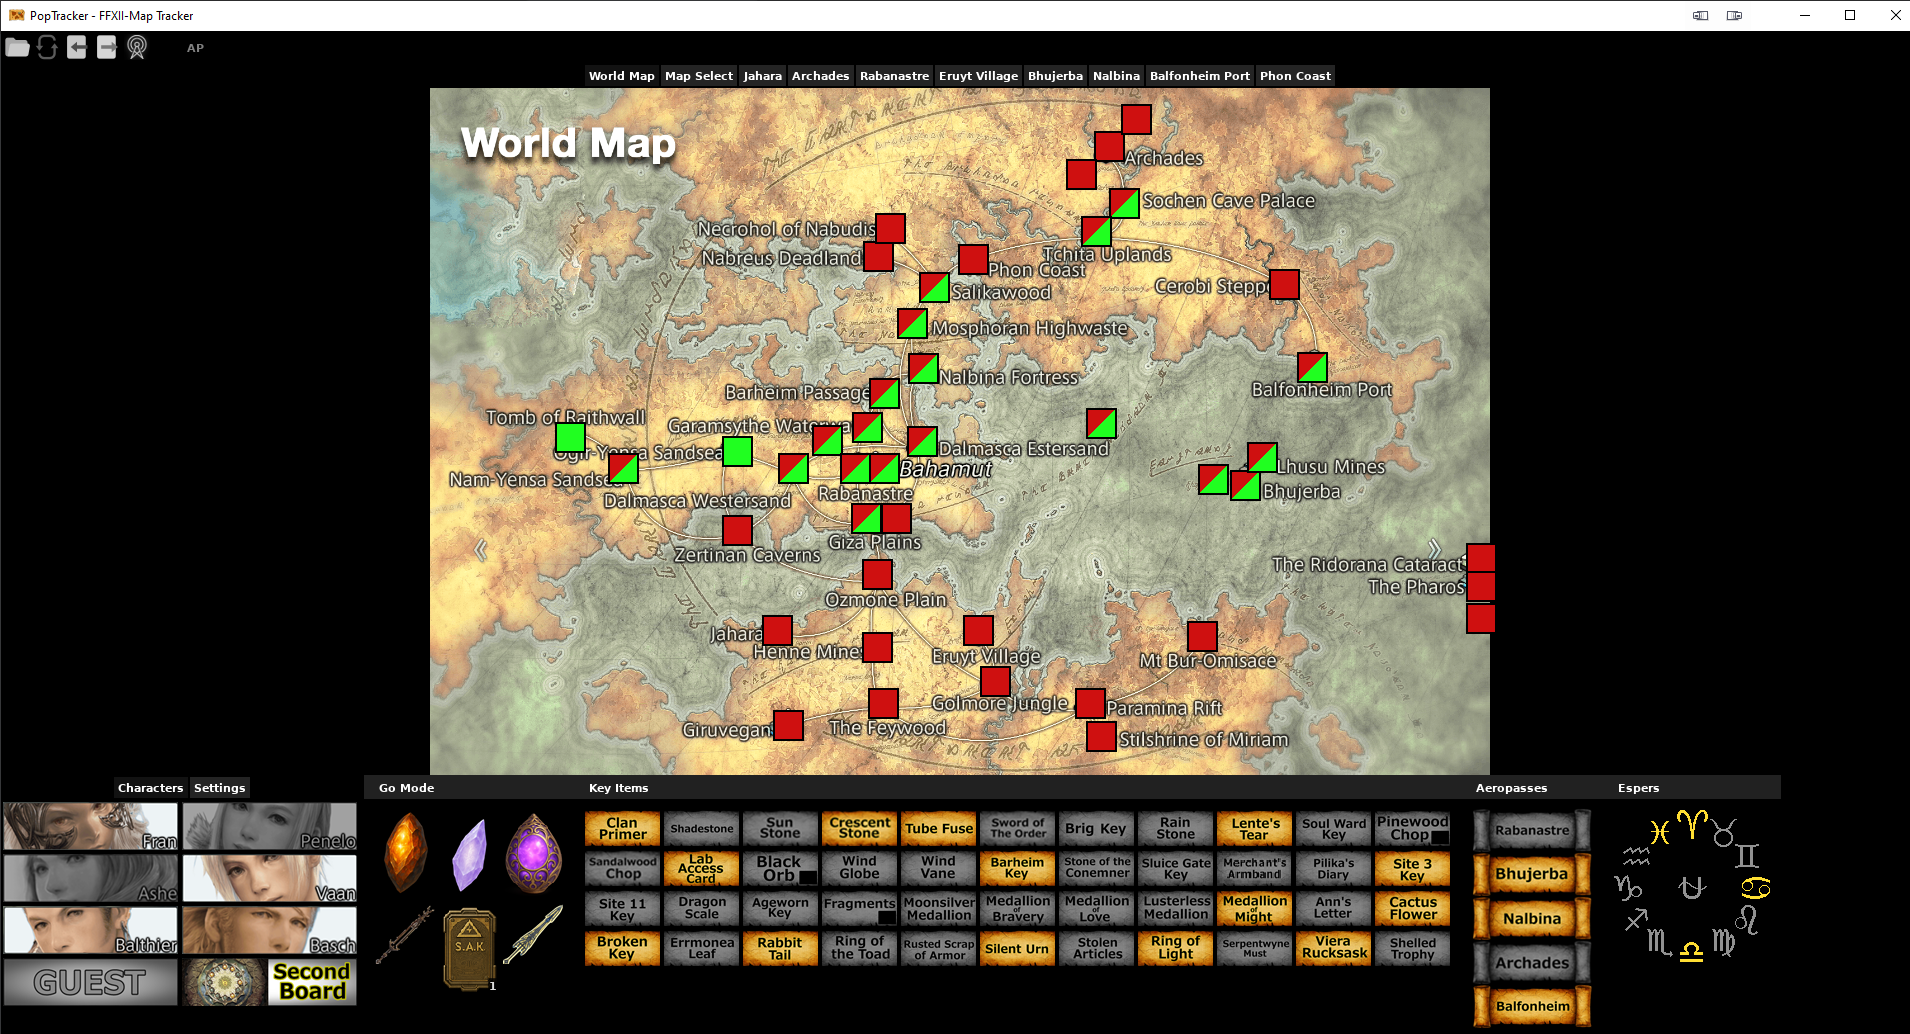 PopTracker - FFXII-Map Tracker
AP
World Map Map Select Jahara Archades Rabanastre Eruyt Village Bhujerba Nalbina Balfonheim Port Phon Coast
World Map
Archades
Sochen Cave Palace
Necrohol of Nabudis
Tchita Uplands
Nabreus Deadland
Phon Coast
Cerobi Steppe
Salikawood
Mosphoran Highwaste
Nalbina Fortress
Barheim Passage
Balfonheim Port
Tomb of Raithwall
Garamsythe Waterwa
Dalmasca Estersand
Ogir-Yensa Sandsea
Bahamut
Lhusu Mines
Nam-Yensa Sandsea
Bhujerba
Dalmasca Westersand
Rabanastre
Giza Plains
Zertinan Caverns
The Ridorana Cataract
The Pharos
Ozmone Plain
Jahara
Henne Mines
Eruyt Village
Mt Bur-Omisace
Golmore Jungle
Paramina Rift
Giruvegan
The Feywood
Stilshrine of Miriam
Characters Settings
Fran
Penelo
Ashe
Vaan
Balthier
Basch
GUEST
Second
Board
Go Mode
S.A.K
1
Key Items
Clan
Primer
Shadestone
Sun
Stone
Crescent
Stone
Tube Fuse
Sword of
The Order
Brig Key
Rain
Stone
Lente's
Tear
Soul Ward
Key
Pinewood
Chop
Sandalwood
Chop
Lab
Access
Card
Black
Orb
Wind
Globe
Wind
Vane
Barheim
Key
Stone of the
Conemner
Sluice Gate
Key
Merchant's
Armband
Pilika's
Diary
Site 3
Key
Site 11
Key
Dragon
Scale
Ageworn
Key
Fragments
Moonsilver
Medallion
Medallion
of
Bravery
Medallion
of
Love
Lusterless
Medallion
Medallion
of
Might
Ann's
Letter
Cactus
Flower
Broken
Key
Errmonea
Leaf
Rabbit
Tail
Ring of
the Toad
Rusted Scrap
of Armor
Silent Urn
Stolen
Articles
Ring of
Light
Serpentwyne
Must
Viera
Rucksask
Shelled
Trophy
Aeropasses
Rabanastre
Bhujerba
Nalbina
Archades
Balfonheim
Espers
♓ ♈ ♉ ♊ ♋ ♌ ♍ ♎ ♏ ♐ ♑ ♒ ⛎